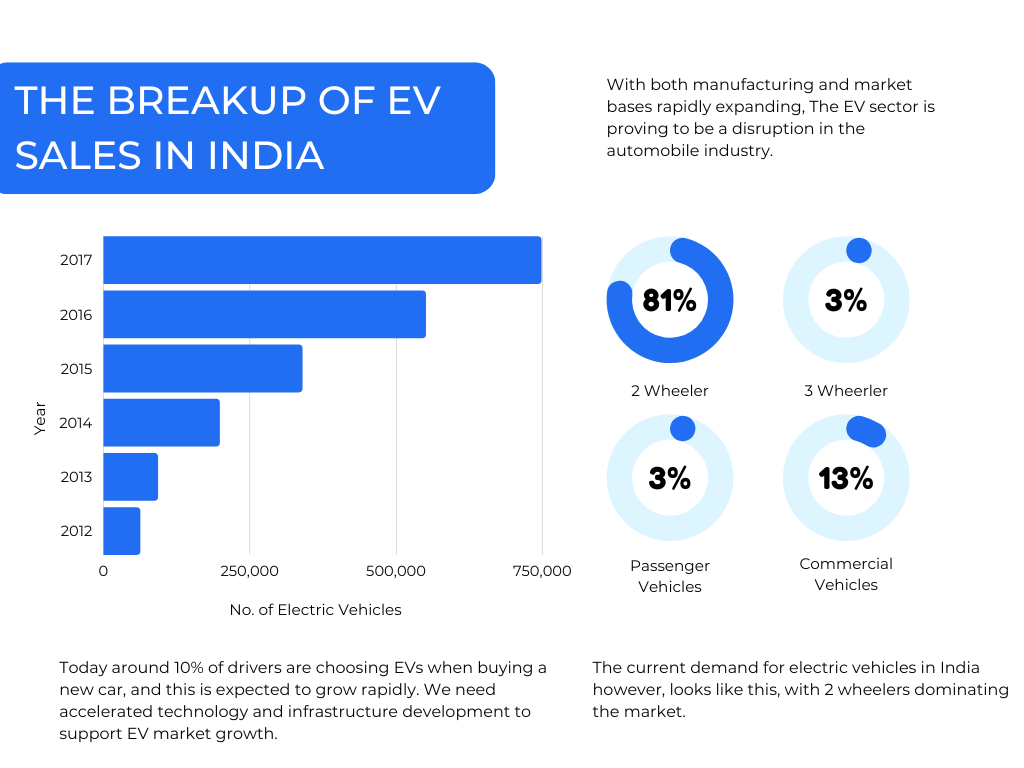 THE BREAKUP OF EV
SALES IN INDIA
With both manufacturing and market
bases rapidly expanding, The EV sector is
proving to be a disruption in the
automobile industry.
Year
2017
2016
2015
2014
2013
2012
0 250,000 500,000 750,000
No. of Electric Vehicles
81%
2 Wheeler
3%
3 Wheerler
3%
Passenger
Vehicles
13%
Commercial
Vehicles
Today around 10% of drivers are choosing EVs when buying a
new car, and this is expected to grow rapidly. We need
accelerated technology and infrastructure development to
support EV market growth.
The current demand for electric vehicles in India
however, looks like this, with 2 wheelers dominating
the market.